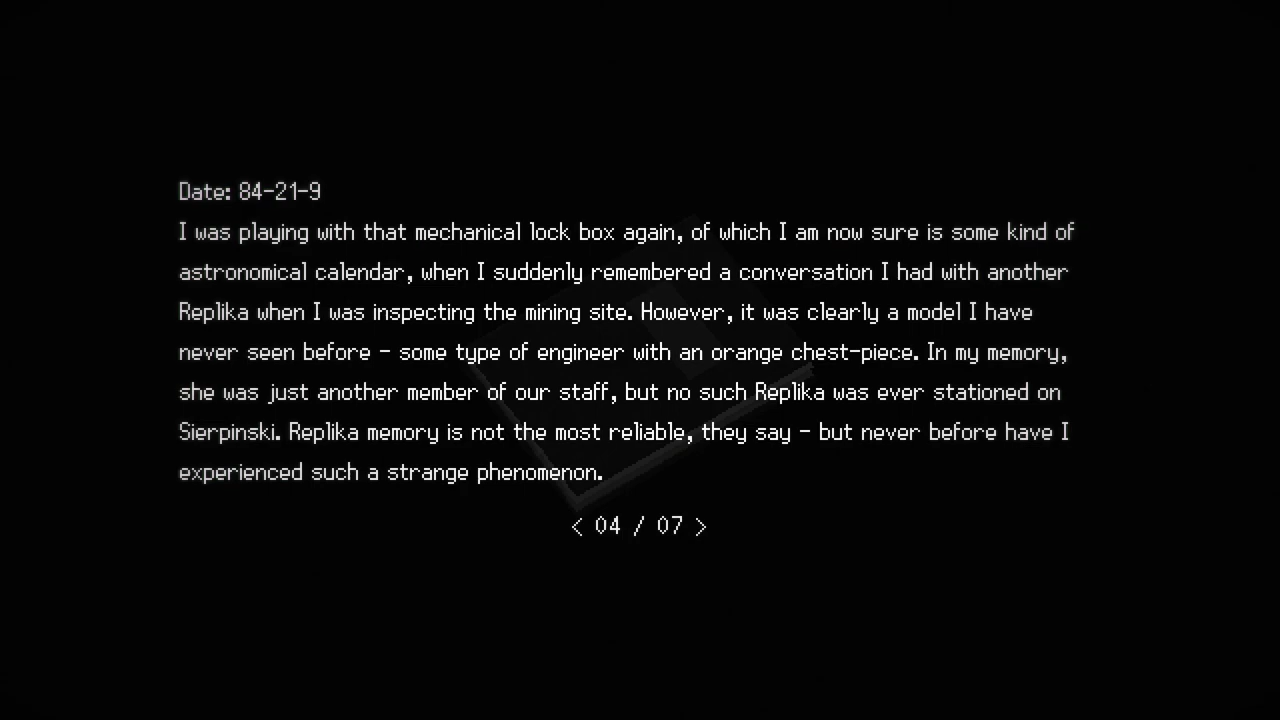 Date: 84-21-9
I was playing with that mechanical lock box again, of which I am now sure is some kind of
astronomical calendar, when I suddenly remembered a conversation I had with another
Replika when I was inspecting the mining site. However, it was clearly a model I have
never seen before - some type of engineer with an orange chest-piece. In my memory,
she was just another member of our staff, but no such Replika was ever stationed on
Sierpinski. Replika memory is not the most reliable, they say - but never before have I
experienced such a strange phenomenon.
< 04 / 07 >